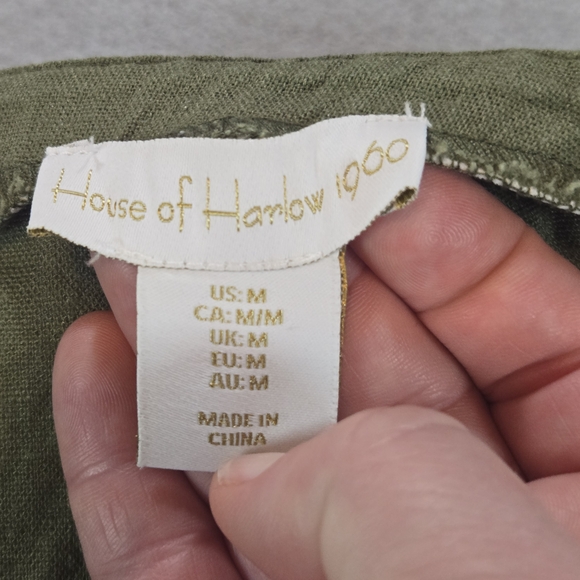 House of Harlow 1960
US: M
CA: M/M
UK: M
EU: M
AU: M
MADE IN
CHINA